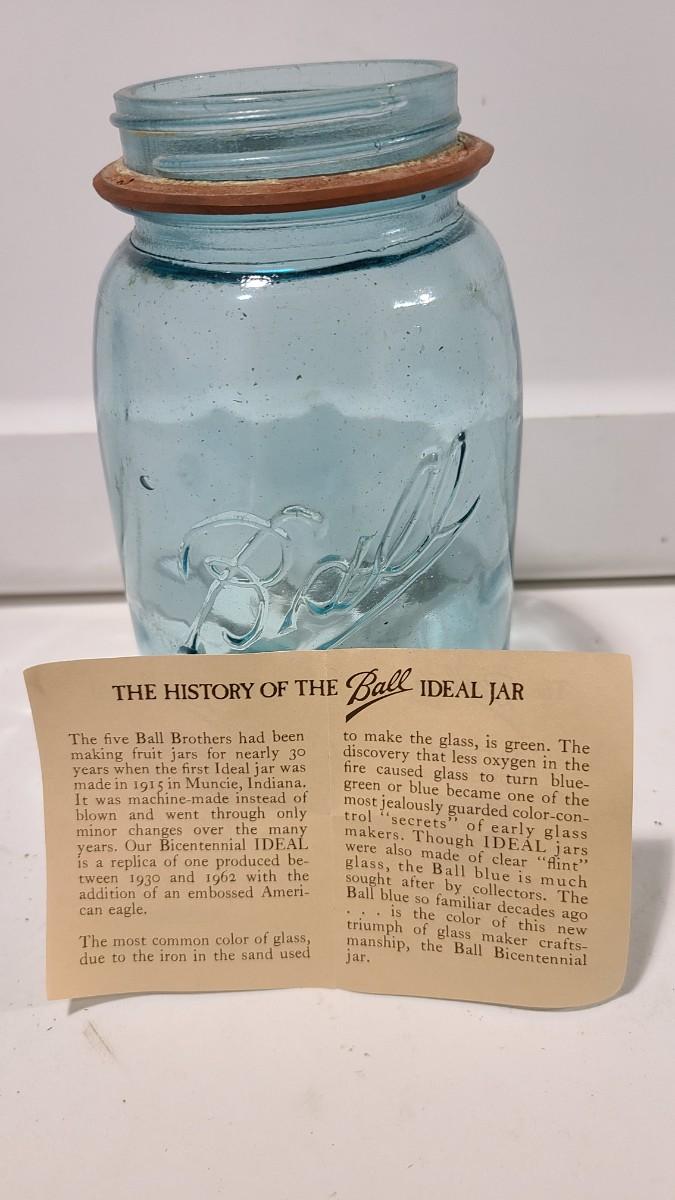 Ball
THE HISTORY OF THE Ball IDEAL JAR
The five Ball Brothers had been
making fruit jars for nearly 30
years when the first Ideal jar was
made in 1915 in Muncie, Indiana.
It was machine-made instead of
blown and went through only
minor changes over the many
years. Our Bicentennial IDEAL
is a replica of one produced be-
tween 1930 and 1962 with the
addition of an embossed Ameri-
can eagle.
The most common color of glass,
due to the iron in the sand used
to make the glass, is green. The
discovery that less oxygen in the
fire caused glass to turn blue-
green or blue became one of the
most jealously guarded color-con-
trol "secrets" of early glass
makers. Though IDEAL jars
were also made of clear "flint"
glass, the Ball blue is much
sought after by collectors. The
Ball blue so familiar decades ago
. . . is the color of this new
triumph of glass maker crafts-
manship, the Ball Bicentennial
jar.